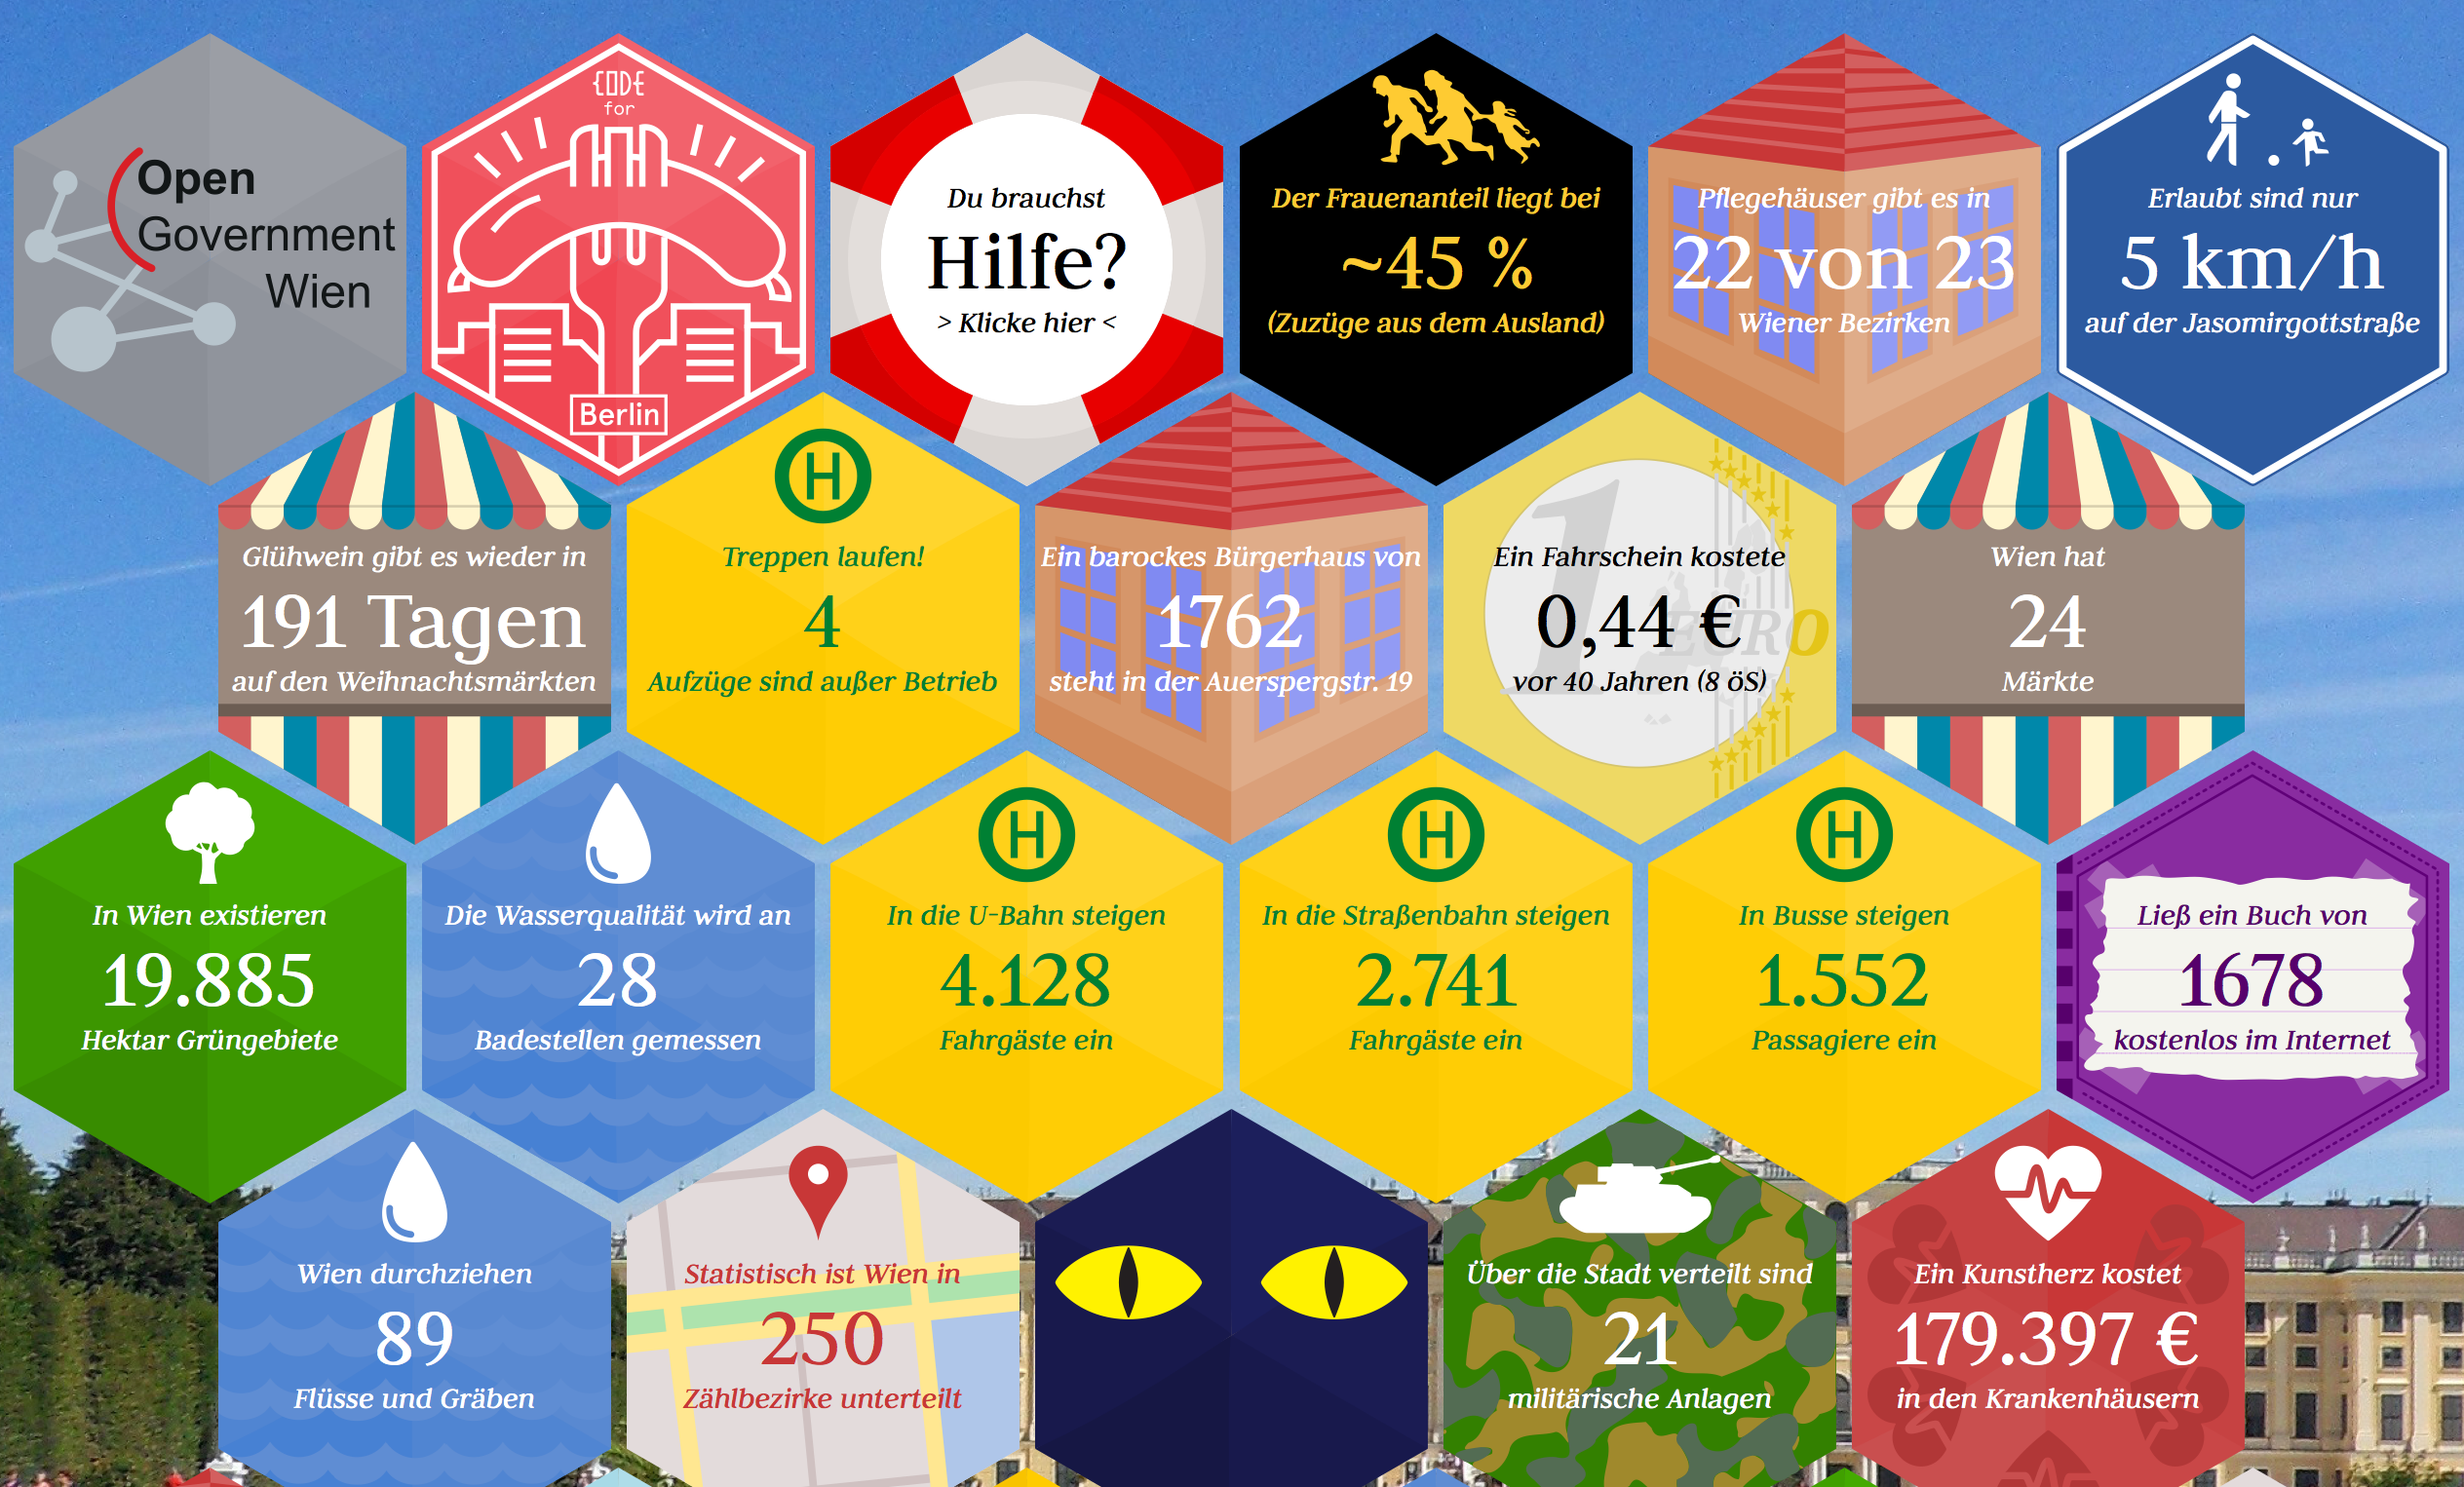 Open
Government
Wien
{CODE
for
Berlin
Du brauchst
Hilfe?
> Klicke hier <
Der Frauenanteil liegt bei
~45 %
(Zuzüge aus dem Ausland)
Pflegehäuser gibt es in
22 von 23
Wiener Bezirken
Erlaubt sind nur
5 km/h
auf der Jasomirgottstraße
Glühwein gibt es wieder in
191 Tagen
auf den Weihnachtsmärkten
H
Treppen laufen!
4
Aufzüge sind außer Betrieb
Ein barockes Bürgerhaus von
1762
steht in der Auerspergstr. 19
1
EURO
Ein Fahrschein kostete
0,44 €
vor 40 Jahren (8 öS)
Wien hat
24
Märkte
In Wien existieren
19.885
Hektar Grüngebiete
Die Wasserqualität wird an
28
Badestellen gemessen
H
In die U-Bahn steigen
4.128
Fahrgäste ein
H
In die Straßenbahn steigen
2.741
Fahrgäste ein
H
In Busse steigen
1.552
Passagiere ein
Ließ ein Buch von
1678
kostenlos im Internet
Wien durchziehen
89
Flüsse und Gräben
Statistisch ist Wien in
250
Zählbezirke unterteilt
Über die Stadt verteilt sind
21
militärische Anlagen
Ein Kunstherz kostet
179.397 €
in den Krankenhäusern